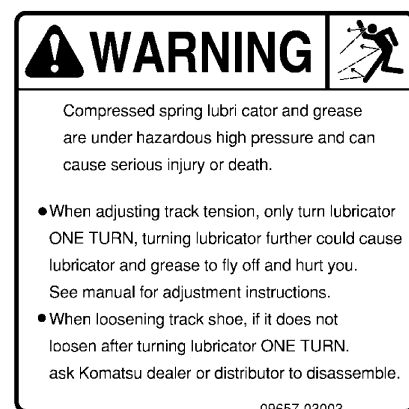 WARNING
Compressed spring lubri cator and grease
are under hazardous high pressure and can
cause serious injury or death.
●When adjusting track tension, only turn lubricator
ONE TURN, turning lubricator further could cause
lubricator and grease to fly off and hurt you.
See manual for adjustment instructions.
●When loosening track shoe, if it does not
loosen after turning lubricator ONE TURN.
ask Komatsu dealer or distributor to disassemble.
09657-03003